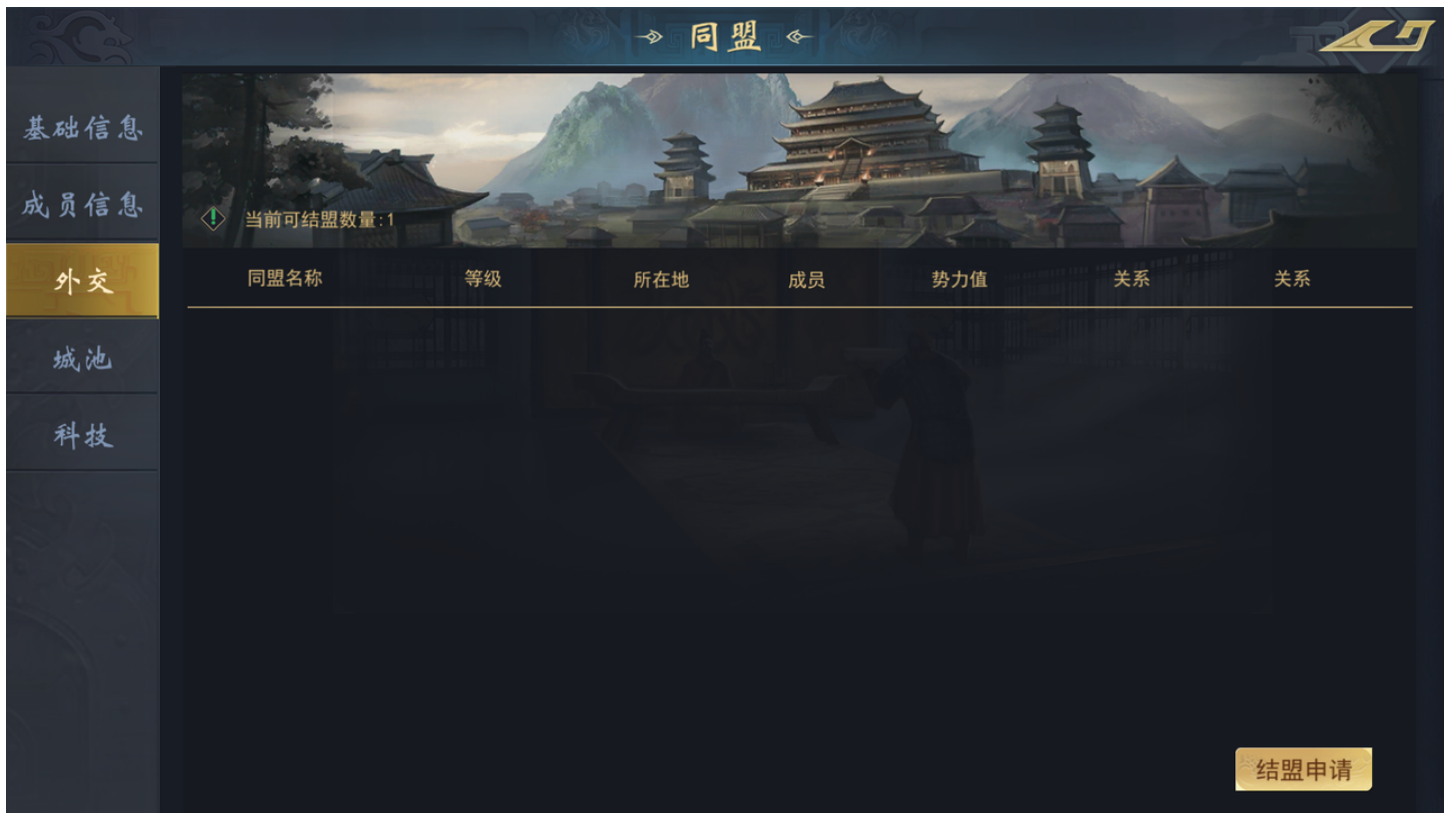 同盟
基础信息
成员信息
外交
城池
科技
当前可结盟数量:1
同盟名称 等级 所在地 成员 势力值 关系 关系
结盟申请